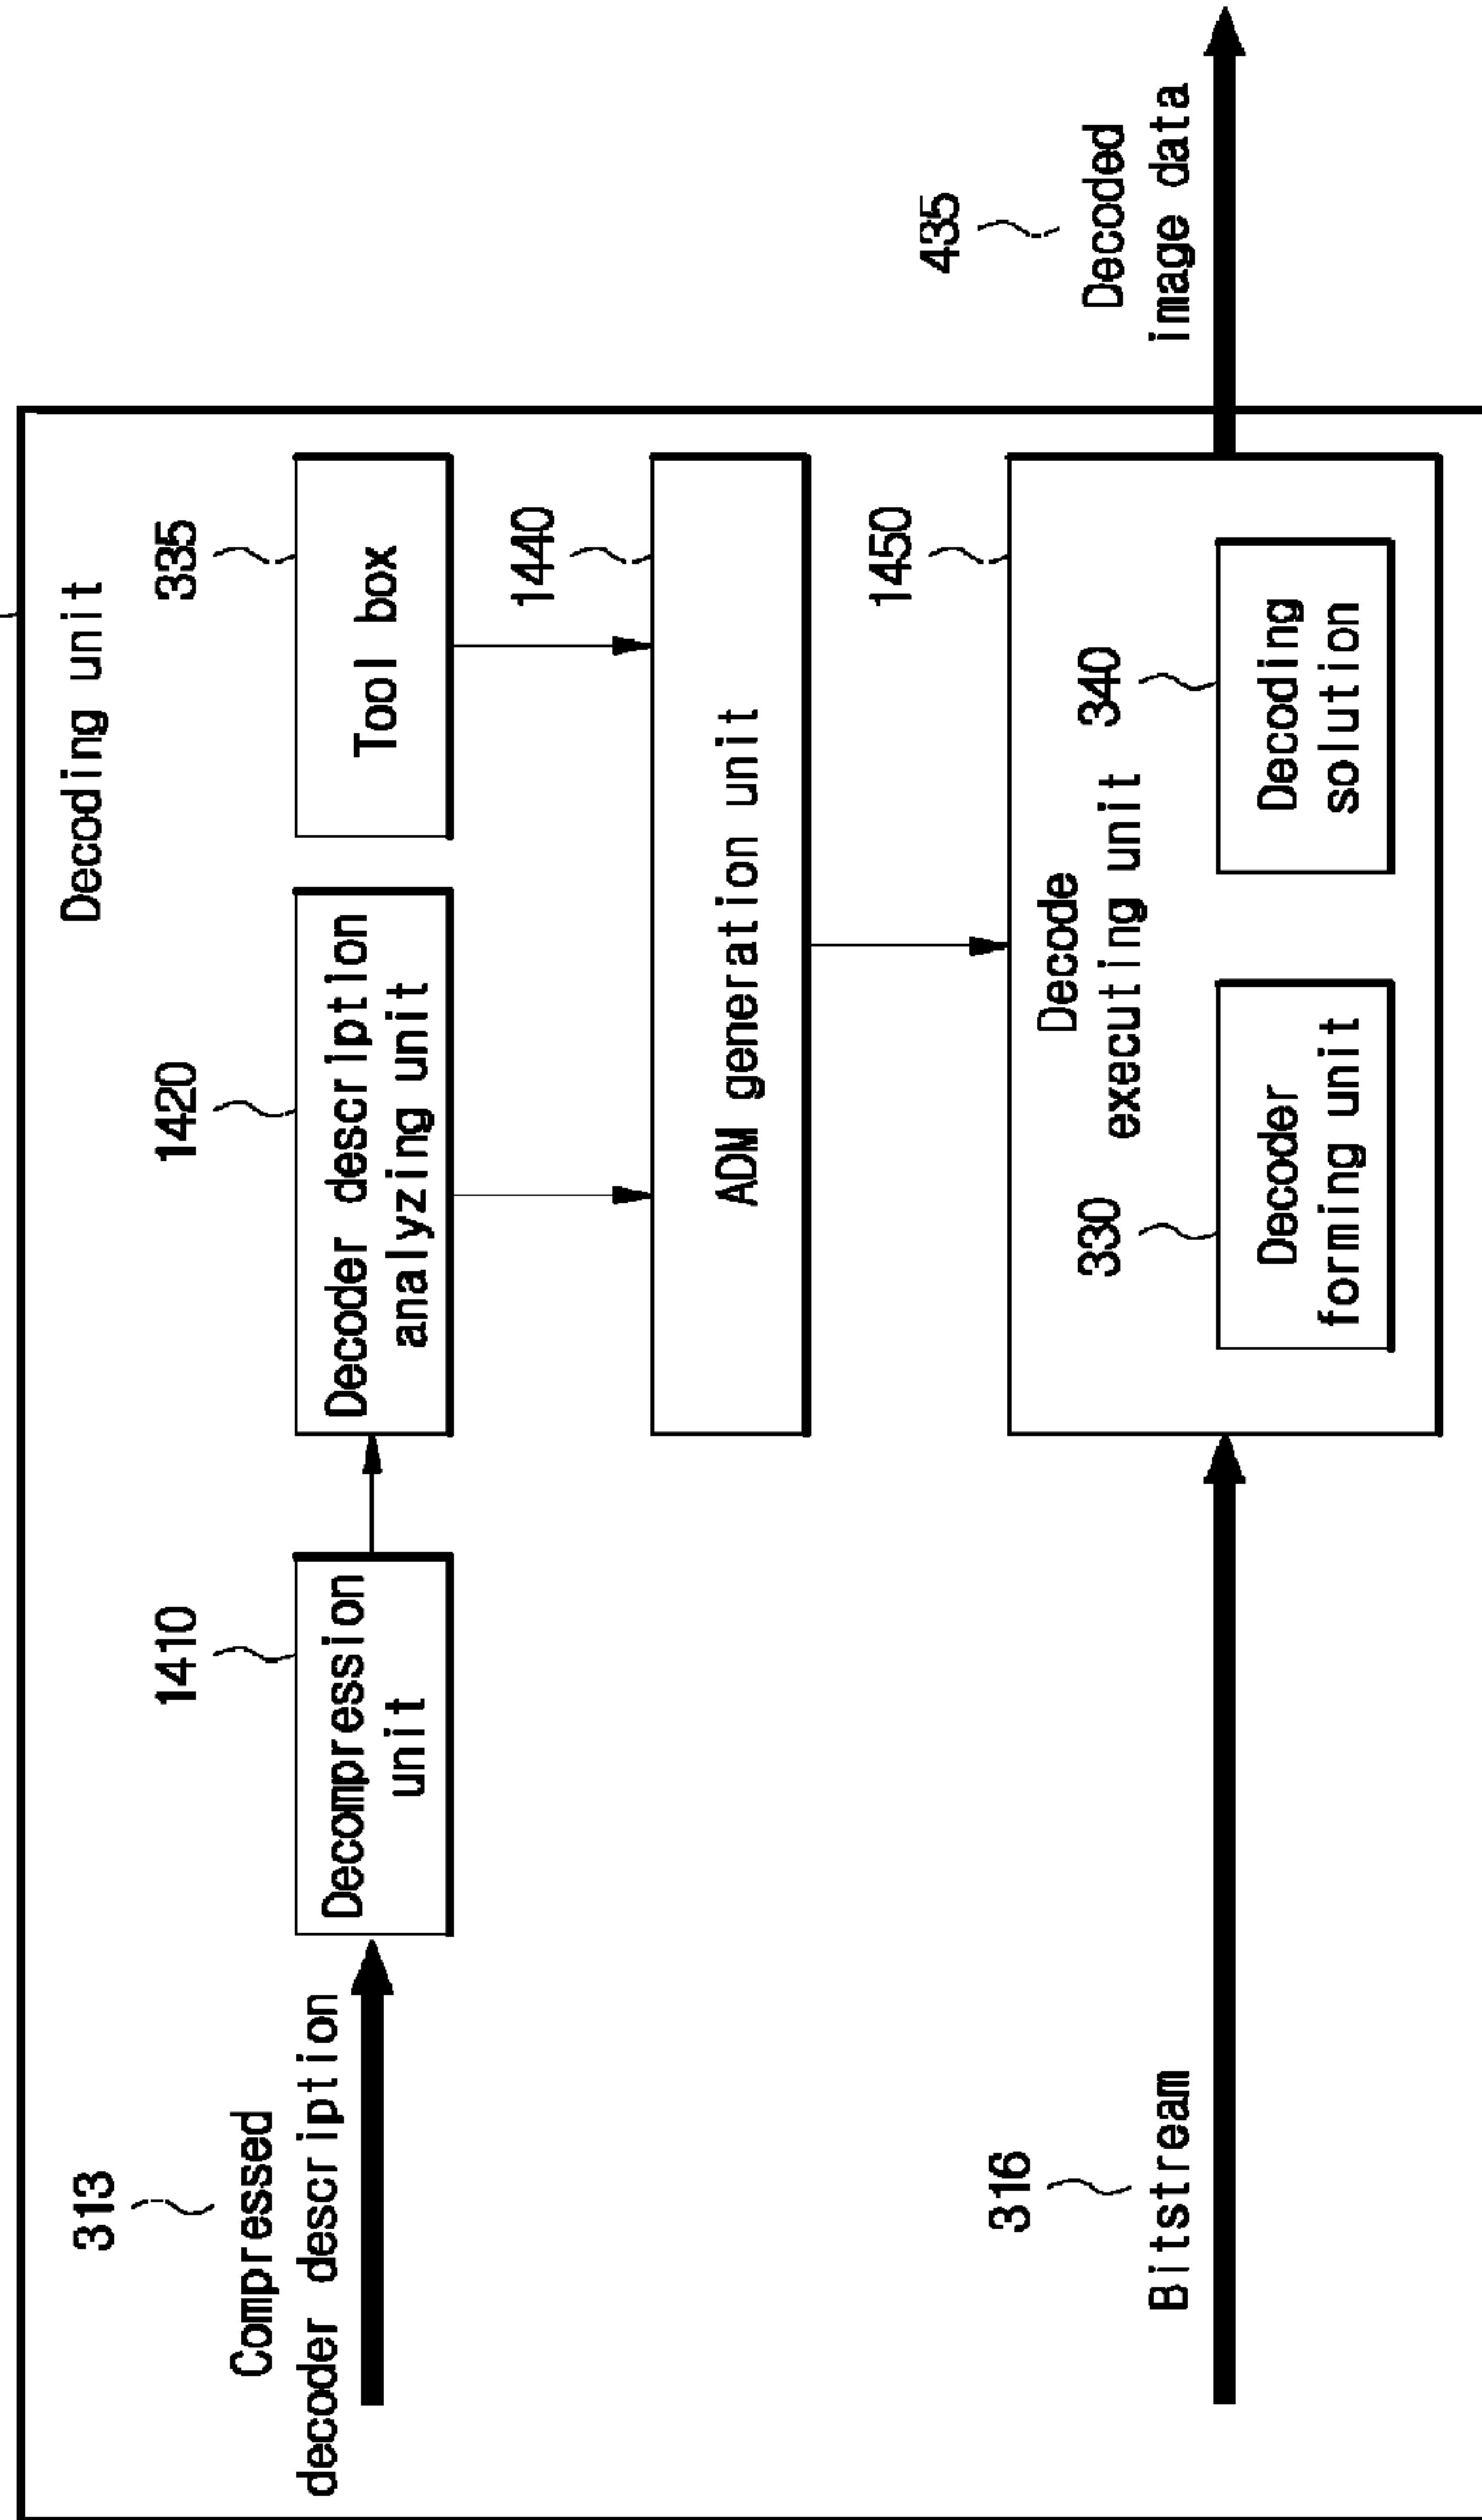 Decoding unit
313
Compressed
decoder description
1410
Decompression
unit
1420
Decoder description
analyzing unit
335
Tool box
1440
ADM generation unit
1450
Decode
executing unit
330
Decoder
forming unit
340
Decoding
solution
316
Bitstream
435
Decoded
image data